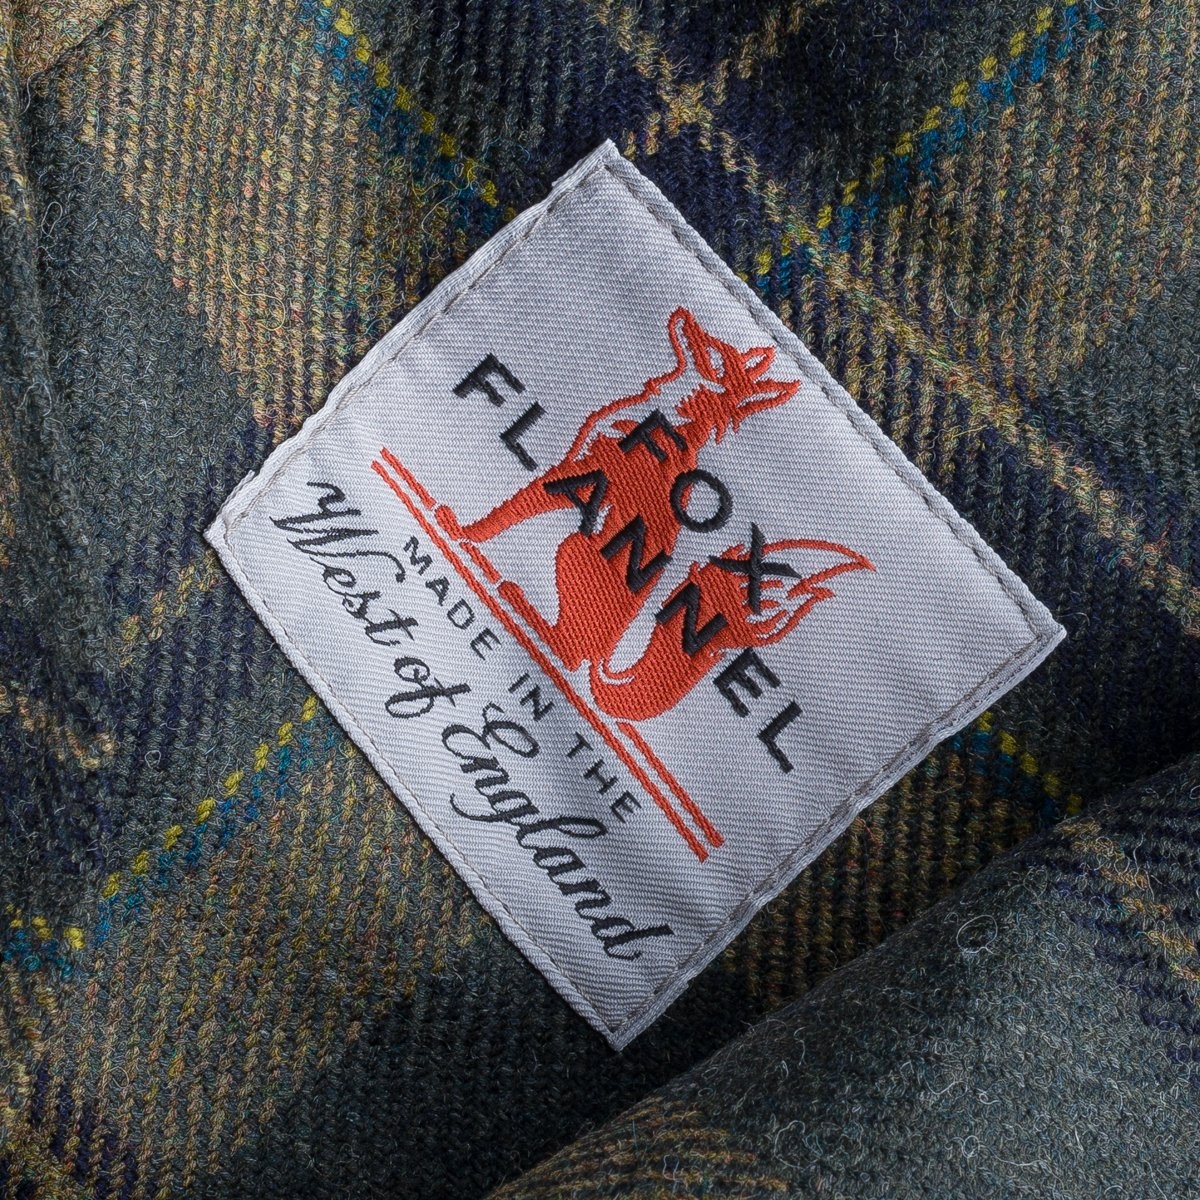 FOX
FLANNEL
MADE IN THE
West of England